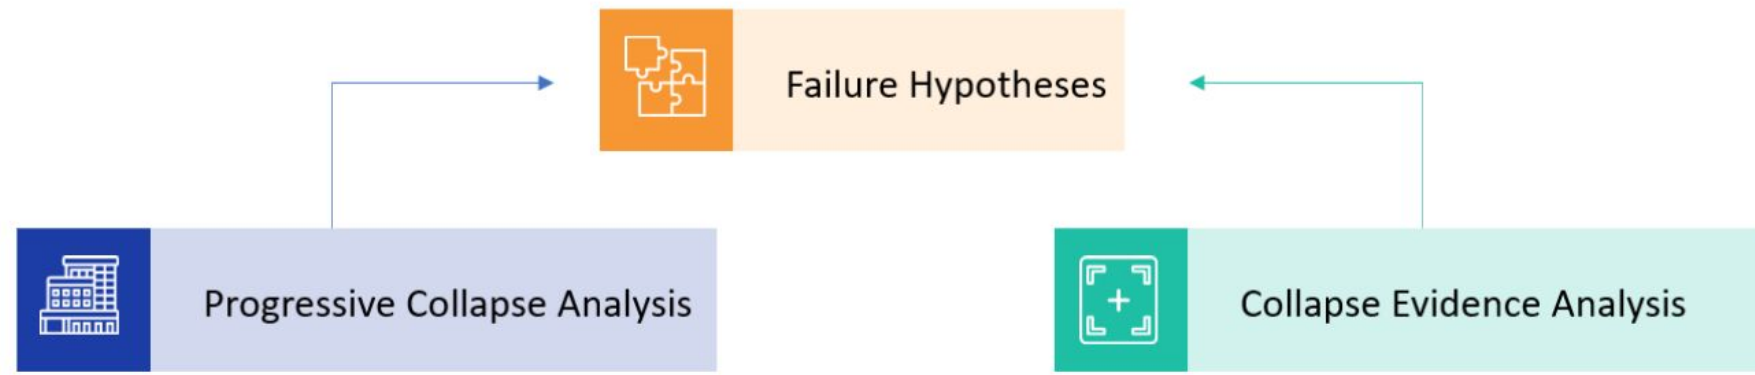 Failure Hypotheses
Progressive Collapse Analysis
Collapse Evidence Analysis